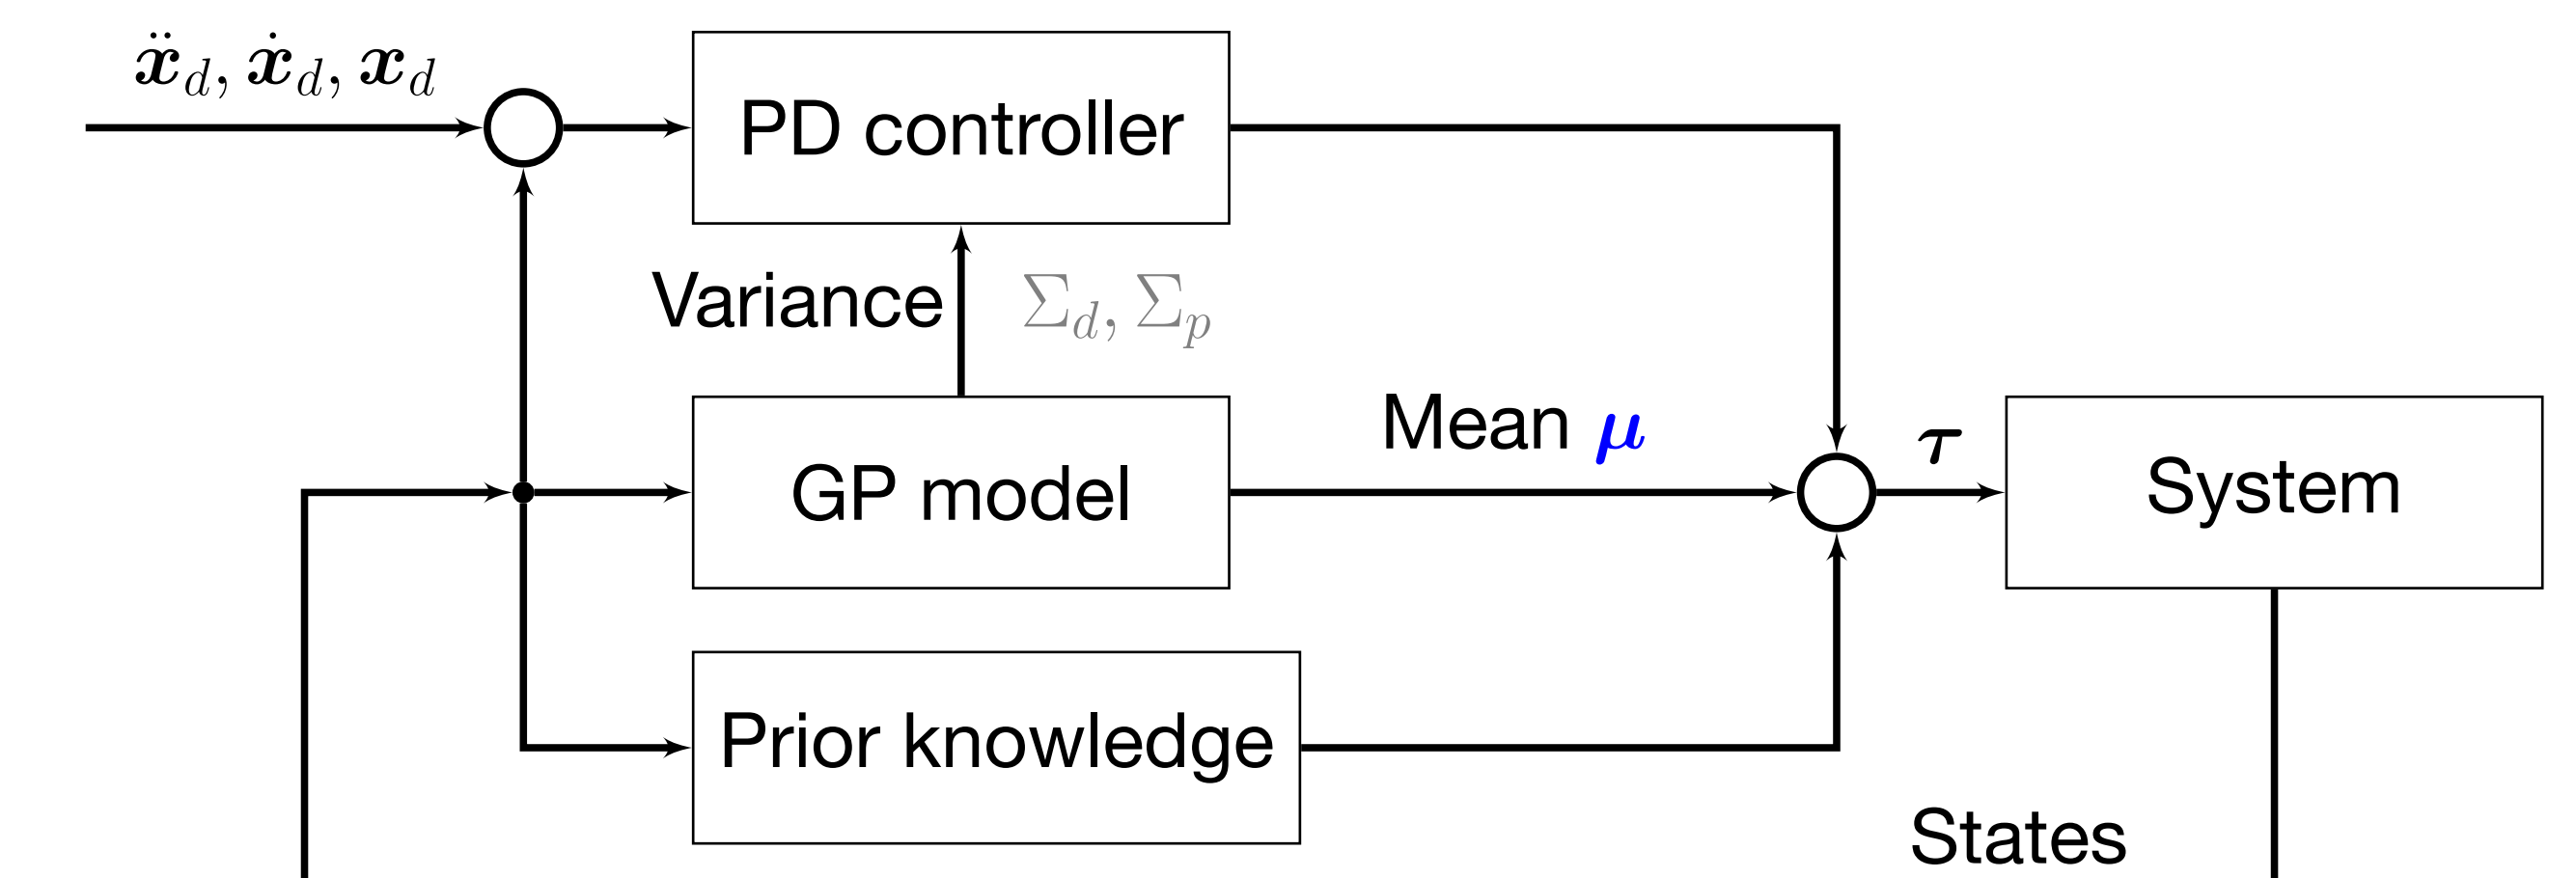 ẍ_d, ẋ_d, x_d
PD controller
Variance
Σ_d, Σ_p
Mean μ
τ
GP model
System
Prior knowledge
States